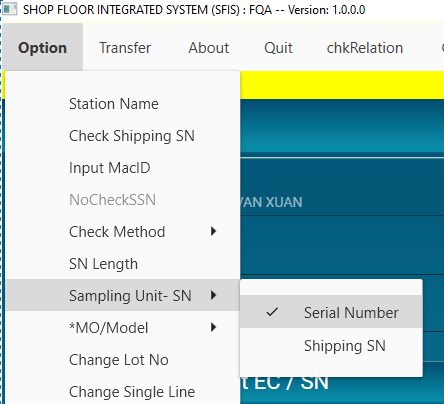 SHOP FLOOR INTEGRATED SYSTEM (SFIS) : FQA -- Version: 1.0.0.0
Option Transfer About Quit chkRelation
Station Name
Check Shipping SN
Input MacID
NoCheckSSN
VAN XUAN
Check Method
SN Length
Sampling Unit- SN
Serial Number
*MO/Model
Shipping SN
Change Lot No
EC / SN
Change Single Line